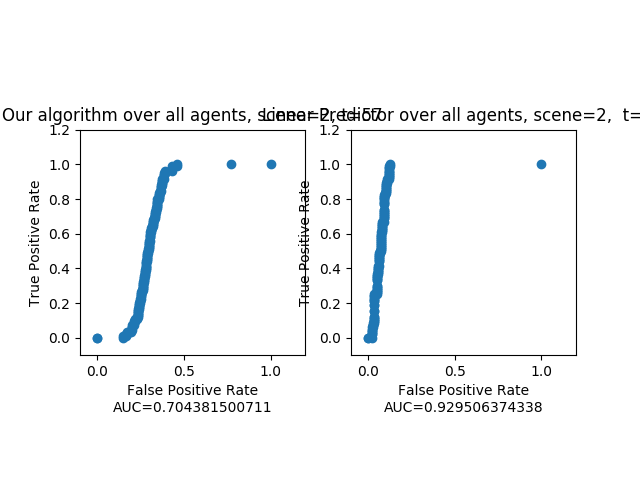 Our algorithm over all agents, scene=2, t=57
Linear Predictor over all agents, scene=2, t=
True Positive Rate
1.2
1.0
0.8
0.6
0.4
0.2
0.0
0.0 0.5 1.0
False Positive Rate
AUC=0.704381500711
True Positive Rate
1.2
1.0
0.8
0.6
0.4
0.2
0.0
0.0 0.5 1.0
False Positive Rate
AUC=0.929506374338